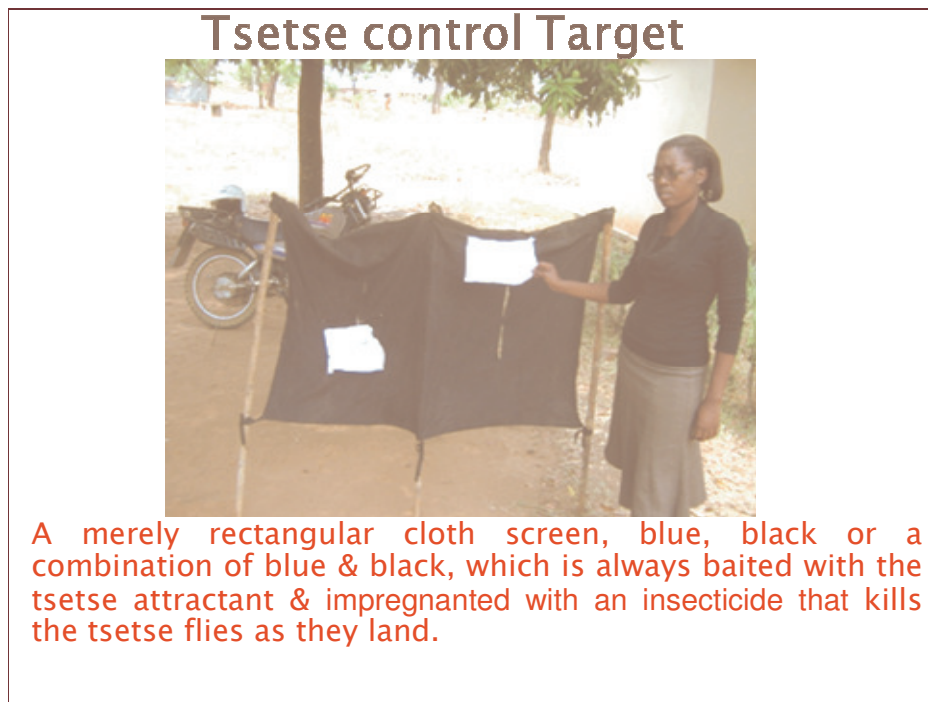 Tsetse control Target
A merely rectangular cloth screen, blue, black or a
combination of blue & black, which is always baited with the
tsetse attractant & impregnanted with an insecticide that kills
the tsetse flies as they land.